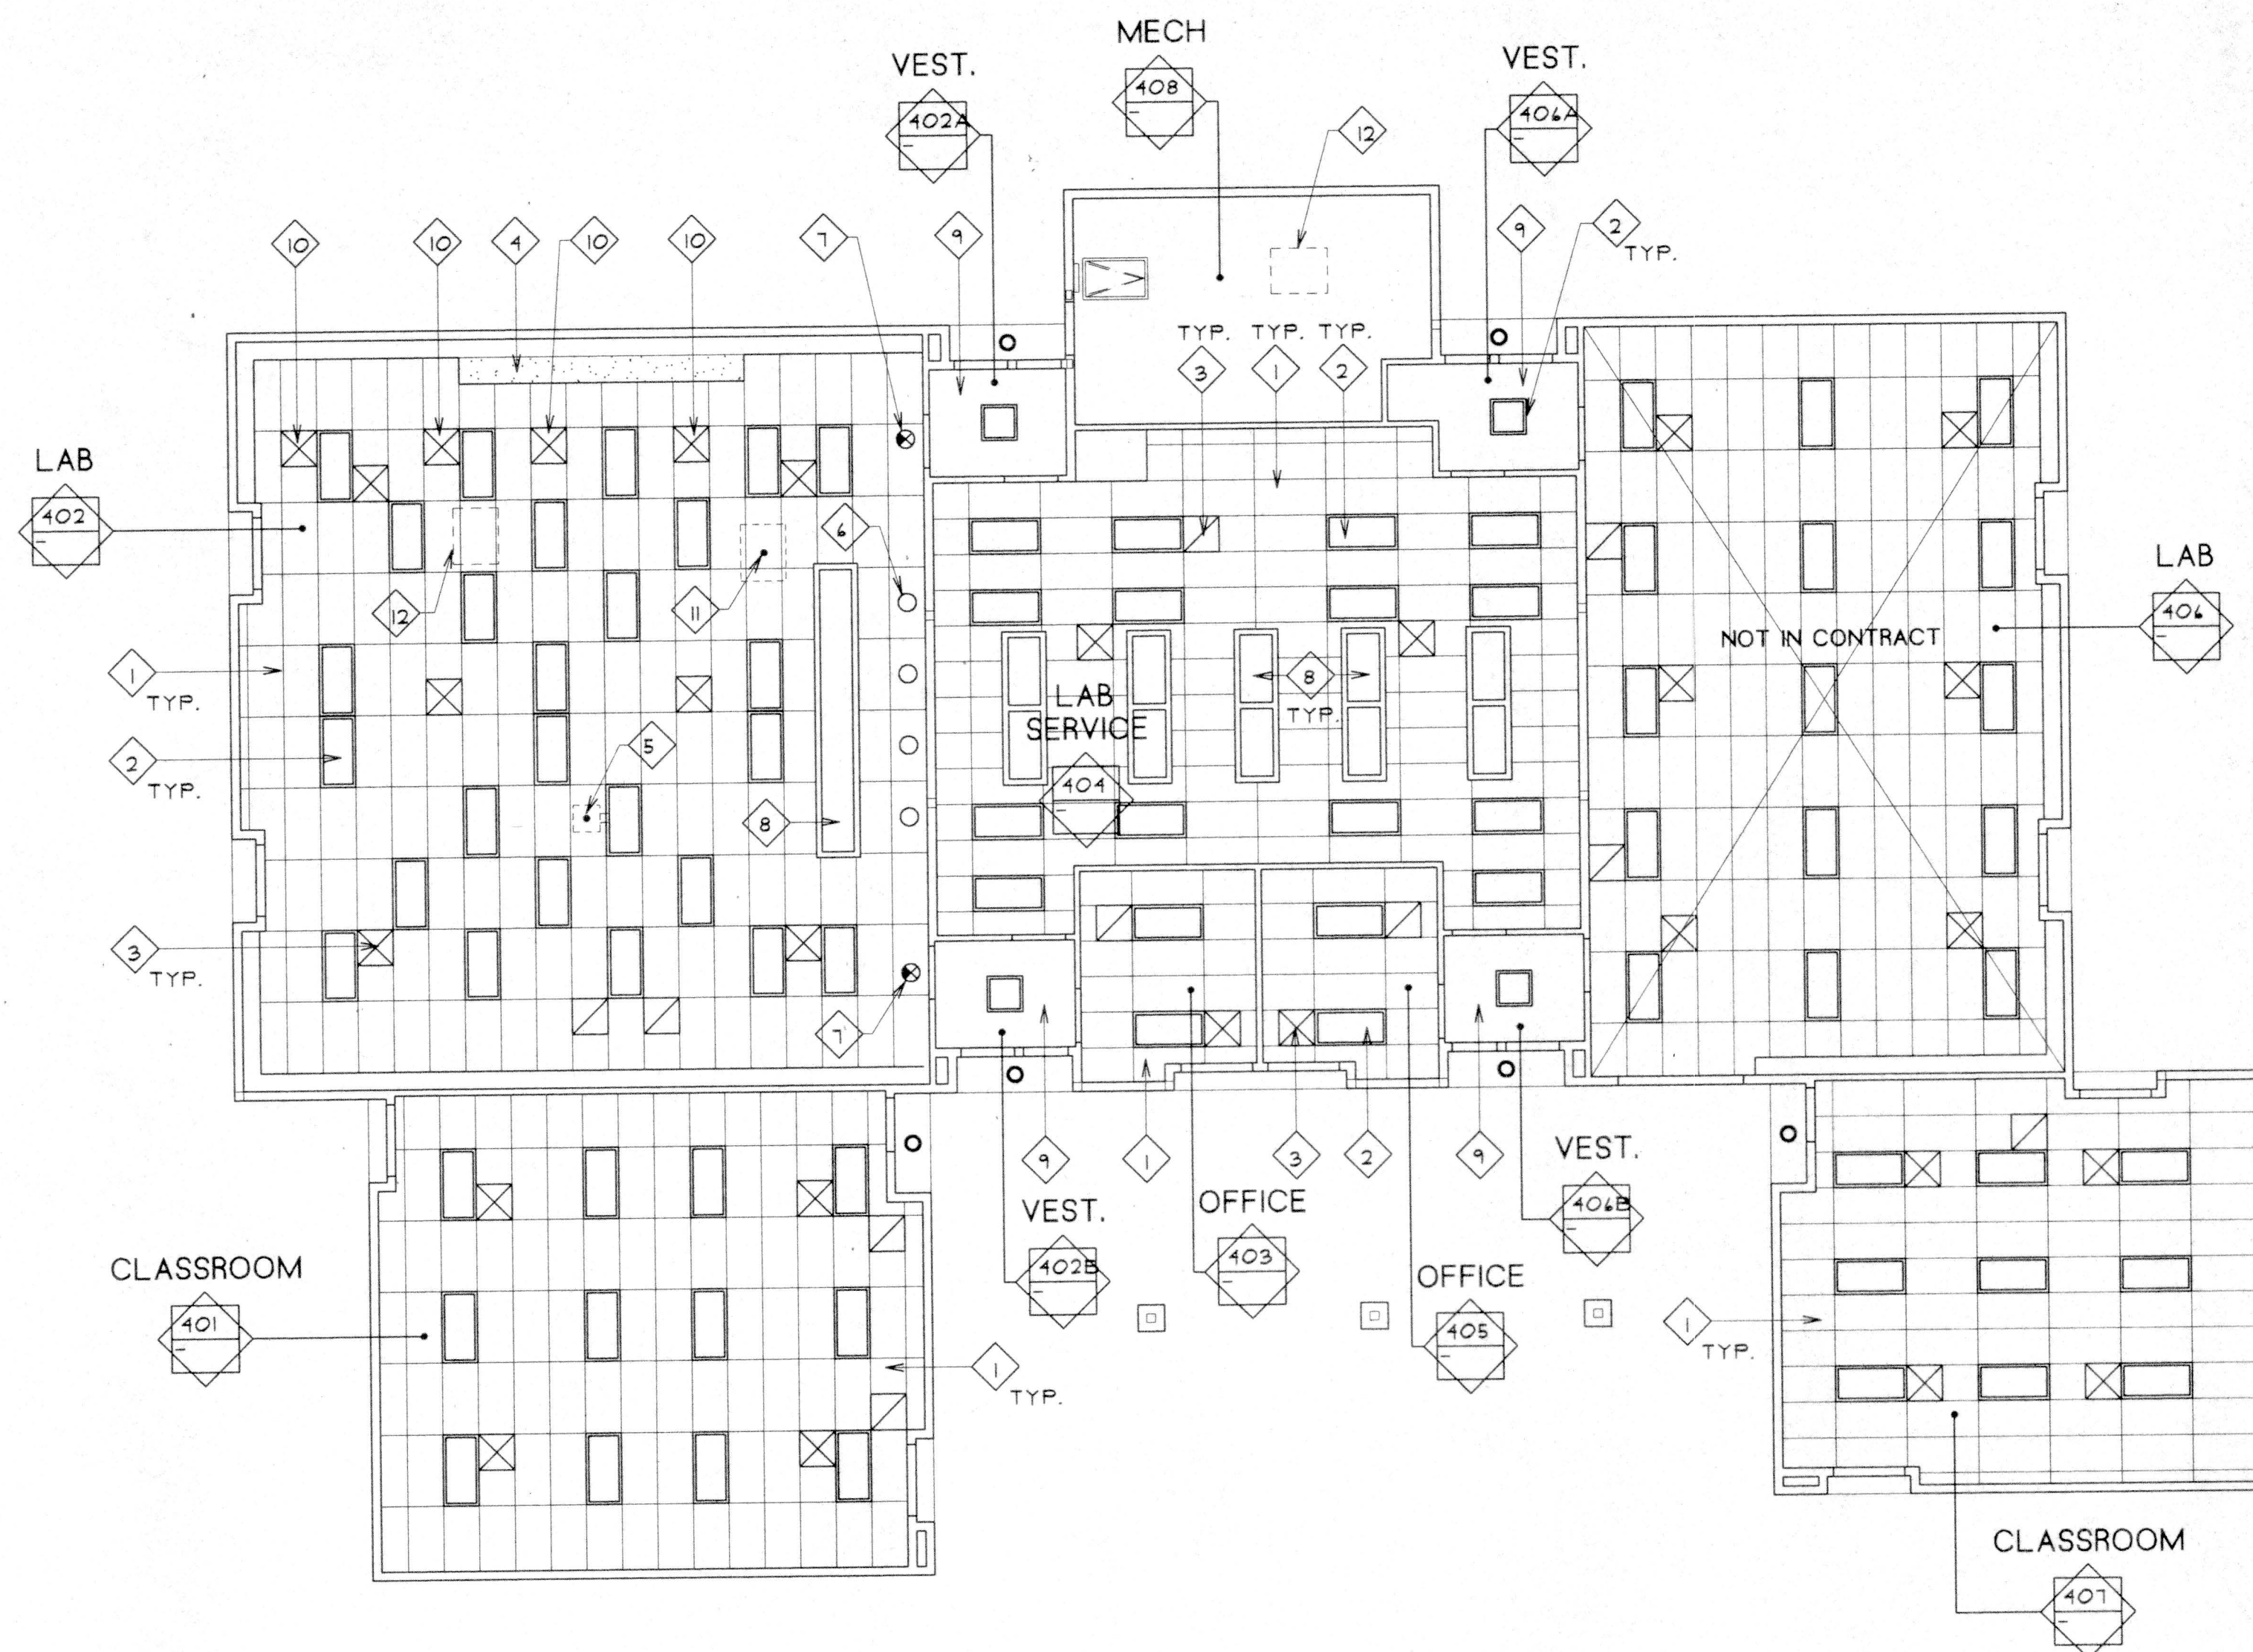 MECH
408
-
VEST.
402A
-
VEST.
406A
-
12
10
10
4
10
10
7
9
9
2
TYP.
TYP.
TYP.
TYP.
3
1
2
LAB
402
-
6
12
11
LAB
406
-
NOT IN CONTRACT
1
TYP.
8
TYP.
LAB
SERVICE
404
-
2
TYP.
5
8
3
TYP.
7
9
1
3
2
9
VEST.
406B
-
VEST.
402B
-
OFFICE
403
-
OFFICE
405
-
CLASSROOM
401
-
1
TYP.
1
TYP.
CLASSROOM
407
-